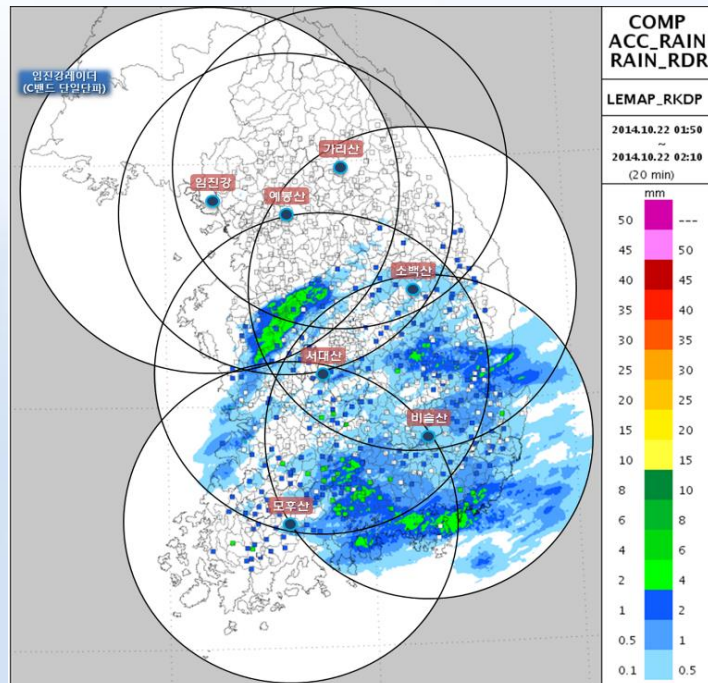 임진강레이더
(C밴드 단일단파)
가리산
임진강
예봉산
소백산
서대산
비슬산
모후산
COMP
ACC_RAIN
RAIN_RDR
LEMAP_RKDP
2014.10.22 01:50
~
2014.10.22 02:10
(20 min)
mm
50 ---
45 50
40 45
35 40
30 35
25 30
20 25
15 20
10 15
8 10
6 8
4 6
2 4
1 2
0.5 1
0.1 0.5